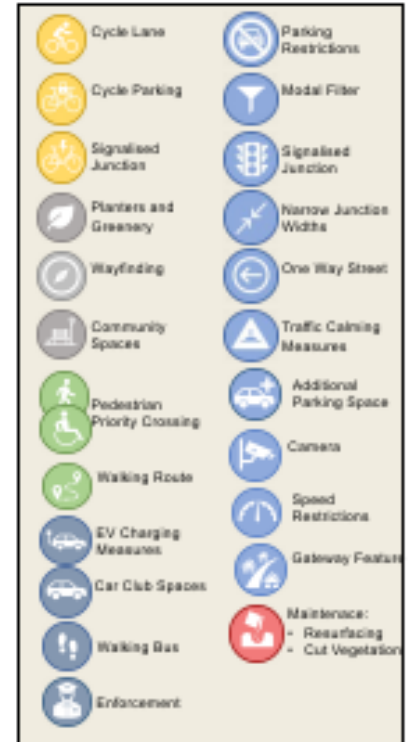 Cycle Lane
Cycle Parking
Signalised
Junction
Planters and
Greenery
Wayfinding
Community
Spaces
Pedestrian
Priority Crossing
Walking Route
EV Charging
Measures
Car Club Spaces
Walking Bus
Enforcement
Parking
Restrictions
Modal Filter
Signalised
Junction
Narrow Junction
Widths
One Way Street
Traffic Calming
Measures
Additional
Parking Space
Camera
Speed
Restrictions
Gateway Feature
Maintenace:
- Resurfacing
- Cut Vegetation